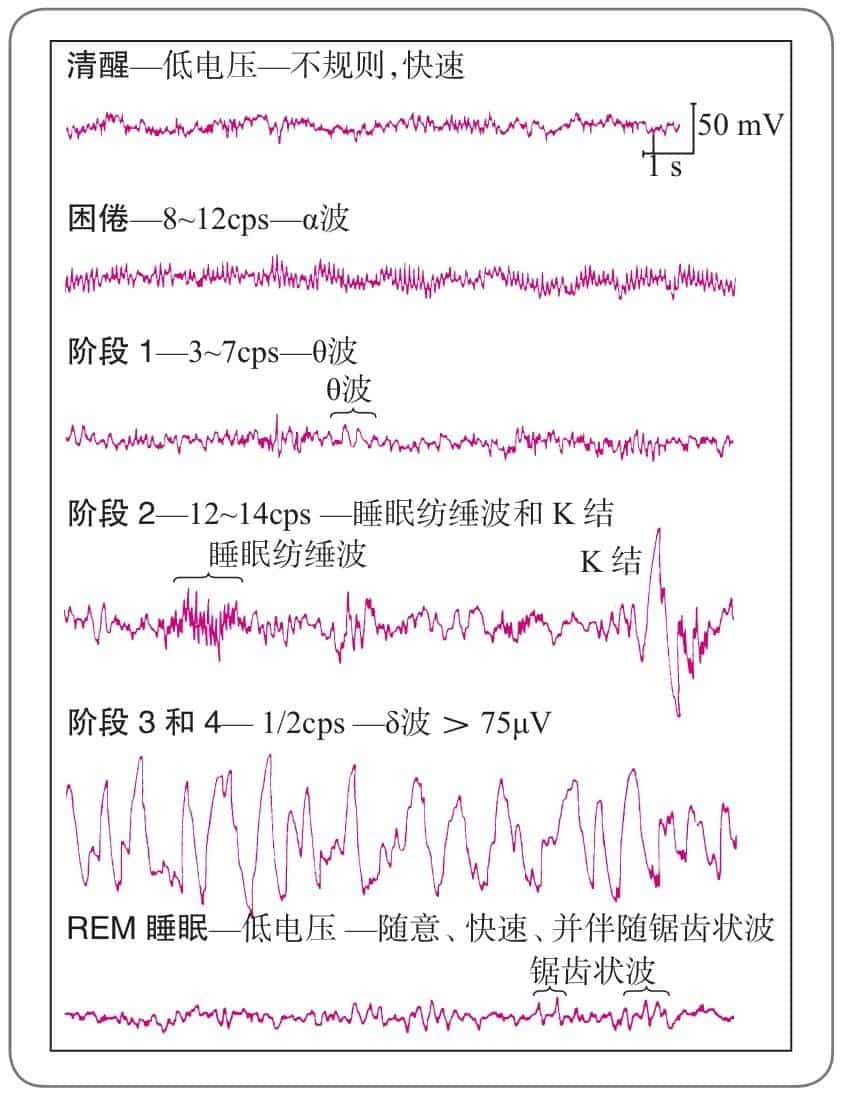 清醒—低电压—不规则,快速
50 mV
1 s
困倦—8~12cps—α波
阶段 1—3~7cps—θ波
θ波
阶段 2—12~14cps —睡眠纺缍波和 K 结
睡眠纺缍波
K 结
阶段 3 和 4— 1/2cps —δ波 > 75μV
REM 睡眠—低电压 —随意、快速、并伴随锯齿状波
锯齿状波